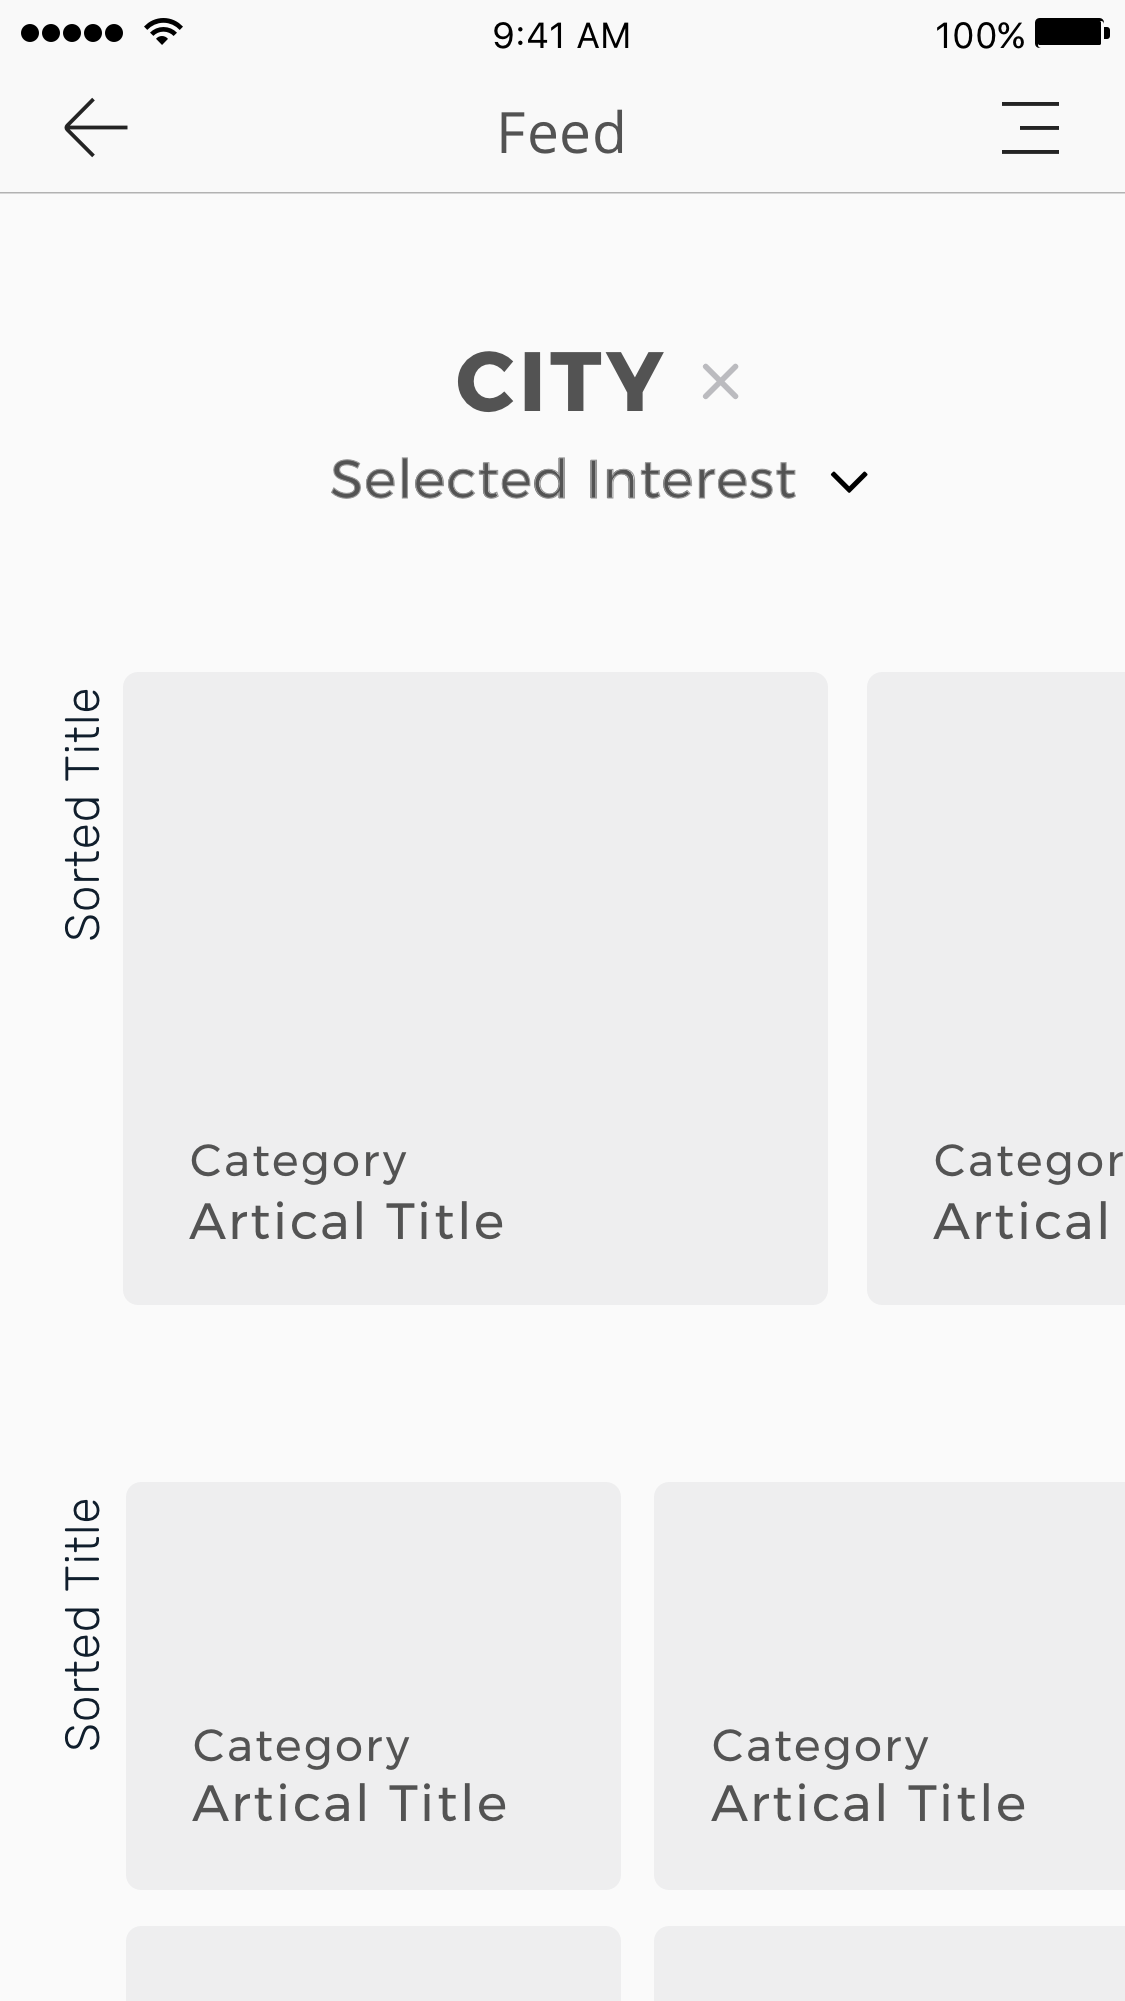 9:41 AM
100%
Feed
CITY
Selected Interest
Sorted Title
Category
Artical Title
Categor
Artical
Sorted Title
Category
Artical Title
Category
Artical Title